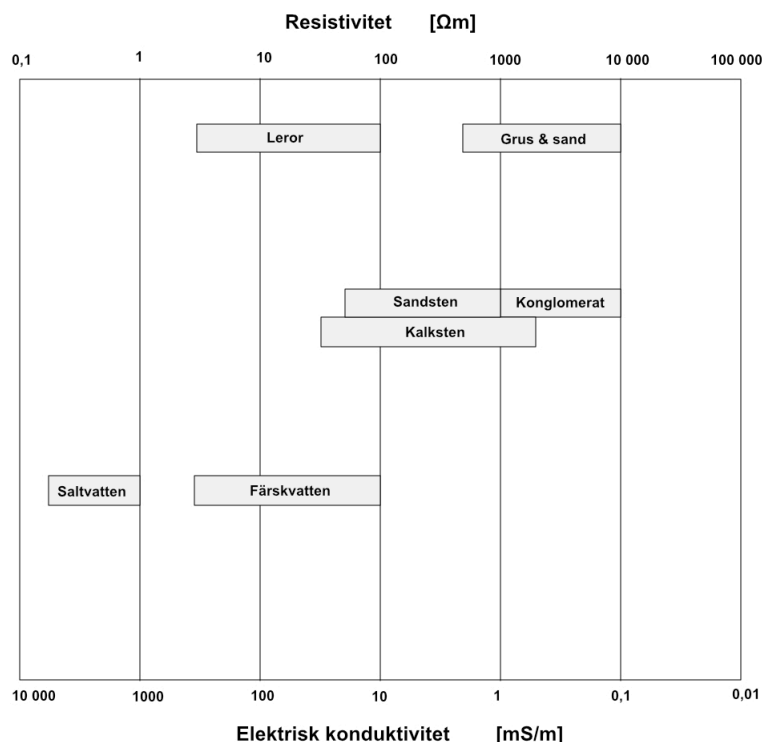 Resistivitet [Ωm]
0,1 1 10 100 1000 10 000 100 000
Leror Grus & sand
Sandsten Konglomerat
Kalksten
Saltvatten Färskvatten
10 000 1000 100 10 1 0,1 0,01
Elektrisk konduktivitet [mS/m]